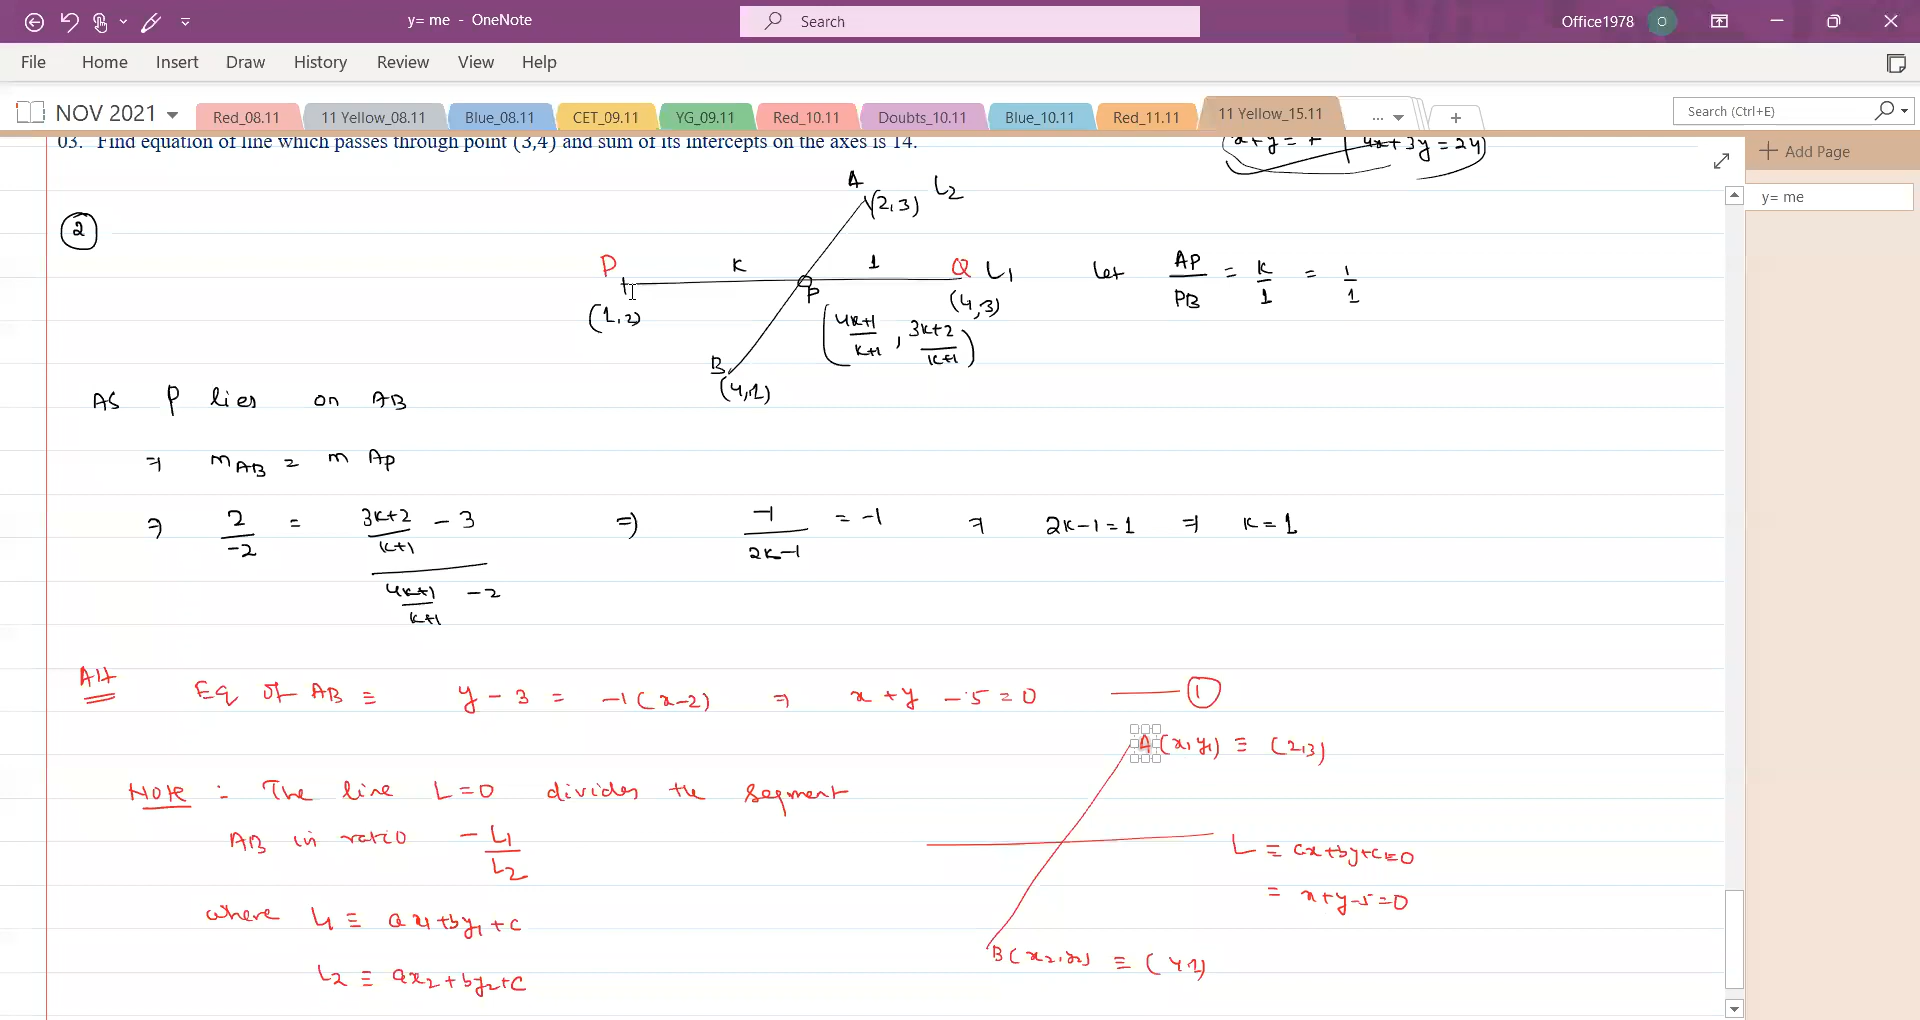 y= me - OneNote
Search
Office1978
O
File Home Insert Draw History Review View Help
NOV 2021
Red_08.11 11 Yellow_08.11 Blue_08.11 CET_09.11 YG_09.11 Red_10.11 Doubts_10.11 Blue_10.11 Red_11.11 11 Yellow_15.11 ... +
Search (Ctrl+E)
Add Page
y= me
03. Find equation of line which passes through point (3,4) and sum of its intercepts on the axes is 14.
4x+3y=24
2
A
(2,3)
L2
P
K
1
Q
L1
(1,2)
P
(4,3)
(4k+1/k+1, 3k+2/k+1)
let AP/PB = k/1 = 1/1
B
(4,1)
As P lies on AB
⇒ mAB = m AP
⇒ 2/-2 = (3k+2/k+1 - 3)/(4k+1/k+1 - 2) ⇒ -1/2k-1 = -1 ⇒ 2k-1=1 ⇒ k=1
Alt
Eq of AB ≡ y-3 = -1(x-2) ⇒ x+y-5=0 — 1
A(x1y1) ≡ (2,3)
Note : The line L=0 divides the segment
AB in ratio -L1/L2
L ≡ ax+by+c=0
= x+y-5=0
where L1 ≡ ax1+by1+c
B(x2,y2) ≡ (4,1)
L2 ≡ ax2+by2+c